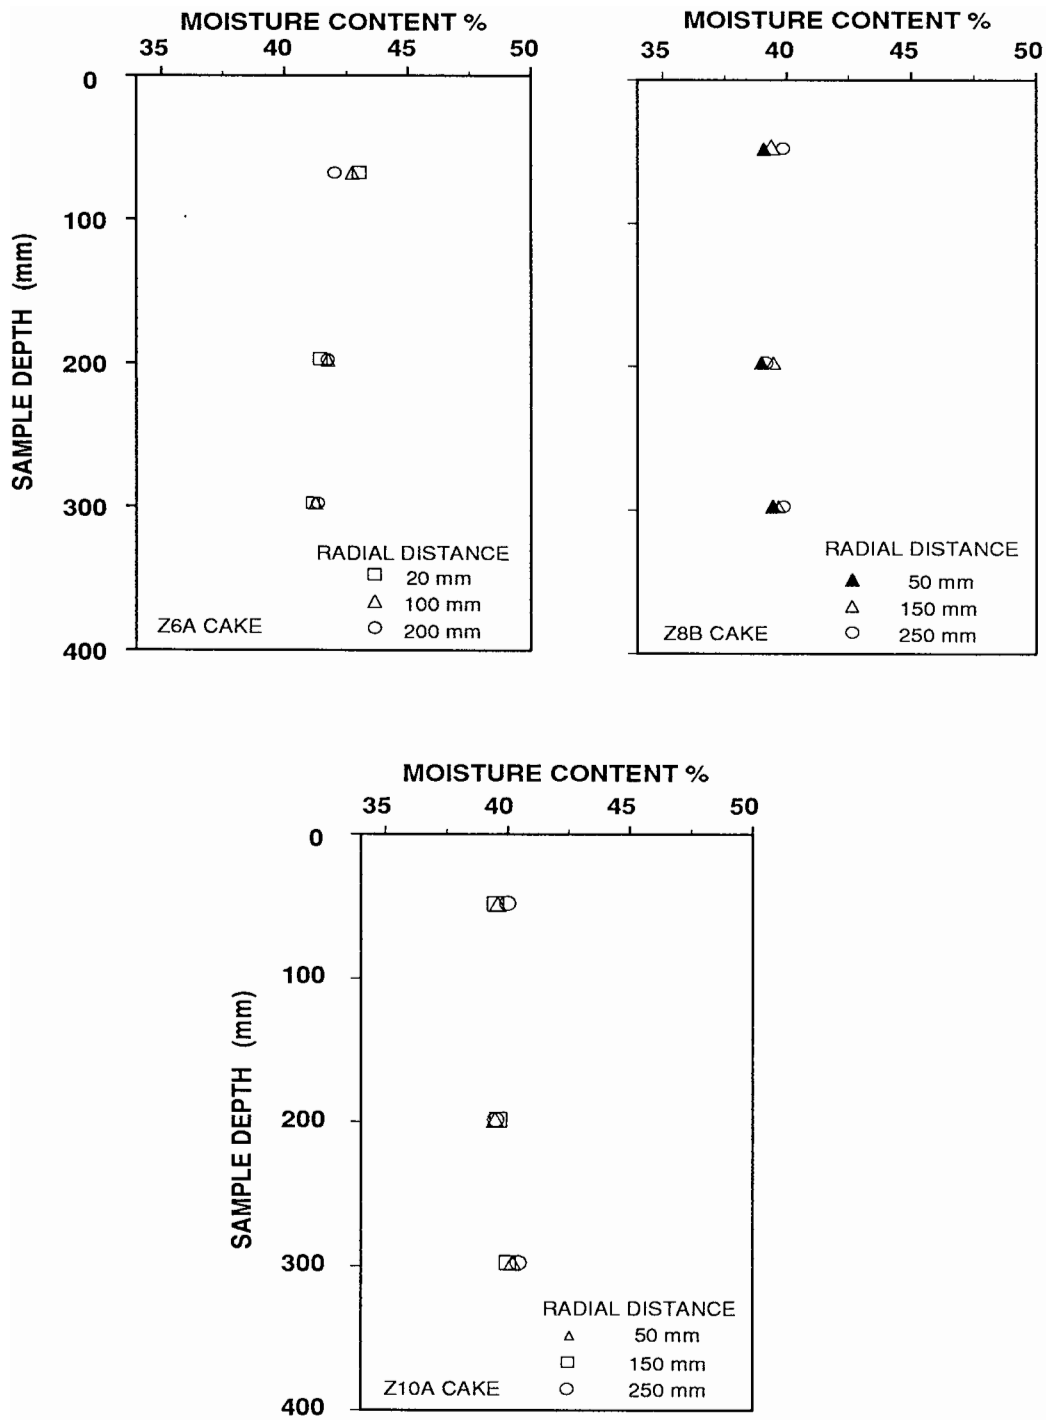 MOISTURE CONTENT %
35 40 45 50
0
100
200
300
400
SAMPLE DEPTH (mm)
RADIAL DISTANCE
20 mm
100 mm
200 mm
Z6A CAKE
MOISTURE CONTENT %
35 40 45 50
RADIAL DISTANCE
50 mm
150 mm
250 mm
Z8B CAKE
MOISTURE CONTENT %
35 40 45 50
0
100
200
300
400
SAMPLE DEPTH (mm)
RADIAL DISTANCE
50 mm
150 mm
250 mm
Z10A CAKE